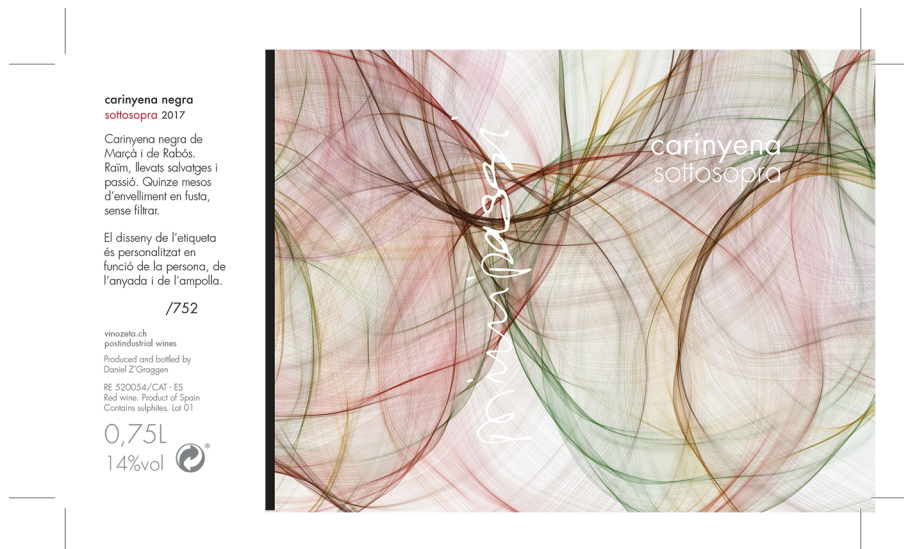 carinyena negra
sottosopra 2017
Carinyena negra de
Marçà i de Rabós.
Raïm, llevats salvatges i
passió. Quinze mesos
d'envelliment en fusta,
sense filtrar.
El disseny de l'etiqueta
és personalitzat en
funció de la persona, de
l'anyada i de l'ampolla.
/752
vinozeta.ch
postindustrial wines
Produced and bottled by
Daniel Z'Graggen
RE 520054/CAT - ES
Red wine. Product of Spain
Contains sulphites. Lot 01
0,75L
14%vol
®
carinyena
sottosopra